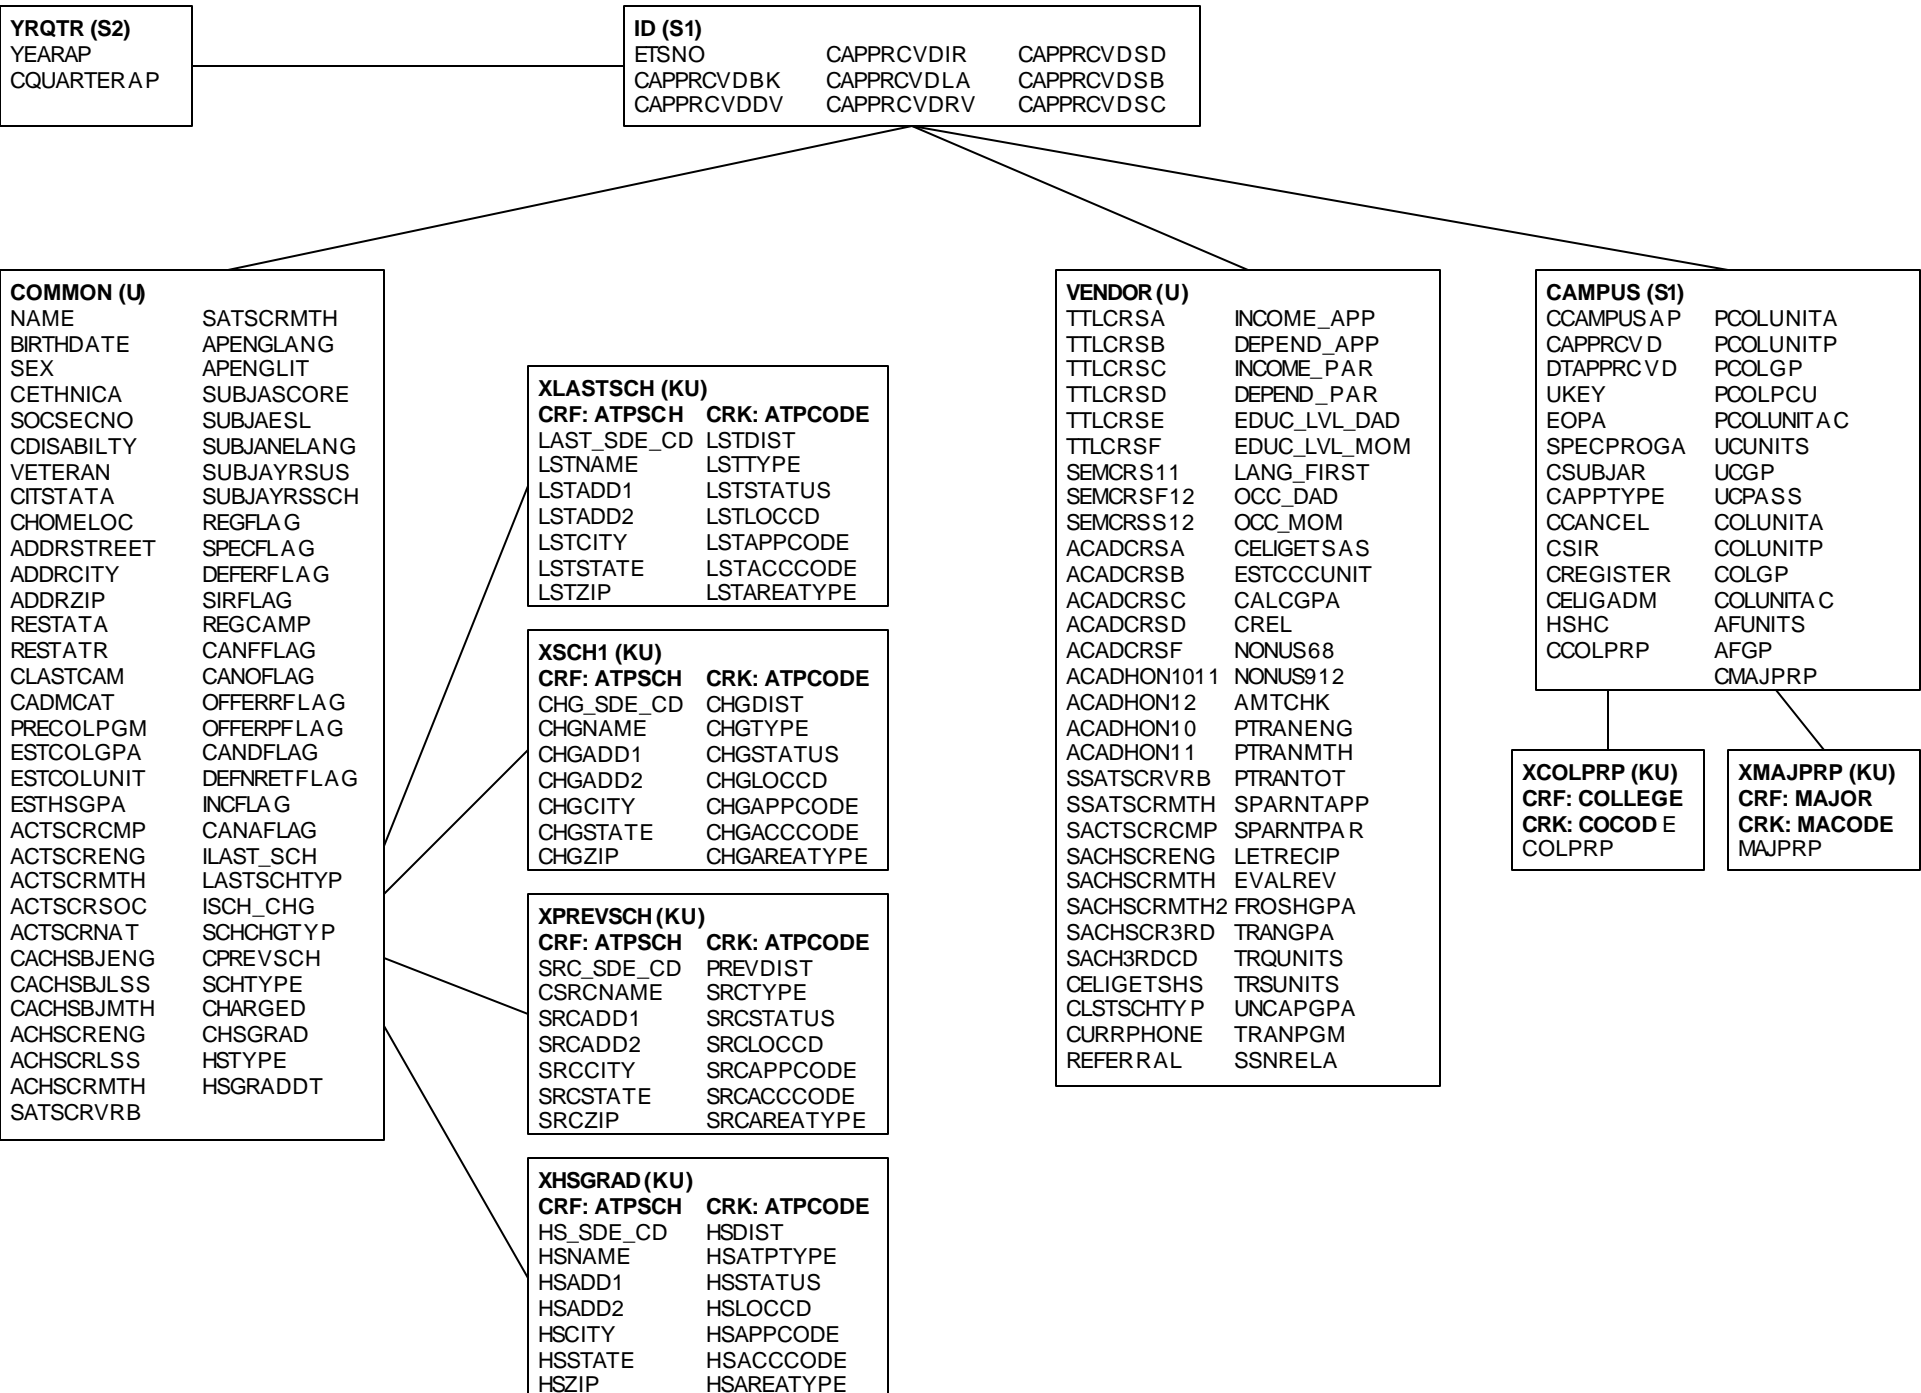 YRQTR (S2)
YEARAP
CQUARTERAP
ID (S1)
ETSNO CAPPRCVDIR CAPPRCVDSD
CAPPRCVDBK CAPPRCVDLA CAPPRCVDSB
CAPPRCVDDV CAPPRCVDRV CAPPRCVDSC
COMMON (U)
NAME SATSCRMTH
BIRTHDATE APENGLANG
SEX APENGLIT
CETHNICA SUBJASCORE
SOCSECNO SUBJAESL
CDISABILTY SUBJANELANG
VETERAN SUBJAYRSUS
CITSTATA SUBJAYRSSCH
CHOMELOC REGFLAG
ADDRSTREET SPECFLAG
ADDRCITY DEFERFLAG
ADDRZIP SIRFLAG
RESTATA REGCAMP
RESTATR CANFFLAG
CLASTCAM CANOFLAG
CADMCAT OFFERRFLAG
PRECOLPGM OFFERPFLAG
ESTCOLGPA CANDFLAG
ESTCOLUNIT DEFNRETFLAG
ESTHSGPA INCFLAG
ACTSCRCMP CANAFLAG
ACTSCRENG ILAST_SCH
ACTSCRMTH LASTSCHTYP
ACTSCRSOC ISCH_CHG
ACTSCRNAT SCHCHGTYP
CACHSBJENG CPREVSCH
CACHSBJLSS SCHTYPE
CACHSBJMTH CHARGED
ACHSCRENG CHSGRAD
ACHSCRLSS HSTYPE
ACHSCRMTH HSGRADDT
SATSCRVRB
XLASTSCH (KU)
CRF: ATPSCH CRK: ATPCODE
LAST_SDE_CD LSTDIST
LSTNAME LSTTYPE
LSTADD1 LSTSTATUS
LSTADD2 LSTLOCCD
LSTCITY LSTAPPCODE
LSTSTATE LSTACCCODE
LSTZIP LSTAREATYPE
XSCH1 (KU)
CRF: ATPSCH CRK: ATPCODE
CHG_SDE_CD CHGDIST
CHGNAME CHGTYPE
CHGADD1 CHGSTATUS
CHGADD2 CHGLOCCD
CHGCITY CHGAPPCODE
CHGSTATE CHGACCCODE
CHGZIP CHGAREATYPE
XPREVSCH (KU)
CRF: ATPSCH CRK: ATPCODE
SRC_SDE_CD PREVDIST
CSRCNAME SRCTYPE
SRCADD1 SRCSTATUS
SRCADD2 SRCLOCCD
SRCCITY SRCAPPCODE
SRCSTATE SRCACCCODE
SRCZIP SRCAREATYPE
XHSGRAD (KU)
CRF: ATPSCH CRK: ATPCODE
HS_SDE_CD HSDIST
HSNAME HSATPTYPE
HSADD1 HSSTATUS
HSADD2 HSLOCCD
HSCITY HSAPPCODE
HSSTATE HSACCCODE
HSZIP HSAREATYPE
VENDOR (U)
TTLCRSA INCOME_APP
TTLCRSB DEPEND_APP
TTLCRSC INCOME_PAR
TTLCRSD DEPEND_PAR
TTLCRSE EDUC_LVL_DAD
TTLCRSF EDUC_LVL_MOM
SEMCRS11 LANG_FIRST
SEMCRSF12 OCC_DAD
SEMCRSS12 OCC_MOM
ACADCRSA CELIGETSAS
ACADCRSB ESTCCCUNIT
ACADCRSC CALCGPA
ACADCRSD CREL
ACADCRSF NONUS68
ACADHON1011 NONUS912
ACADHON12 AMTCHK
ACADHON10 PTRANENG
ACADHON11 PTRANMTH
SSATSCRVRB PTRANTOT
SSATSCRMTH SPARNTAPP
SACTSCRCMP SPARNTPAR
SACHSCRENG LETRECIP
SACHSCRMTH EVALREV
SACHSCRMTH2 FROSHGPA
SACHSCR3RD TRANGPA
SACH3RDCD TRQUNITS
CELIGETSHS TRSUNITS
CLSTSCHTYP UNCAPGPA
CURRPHONE TRANPGM
REFERRAL SSNRELA
CAMPUS (S1)
CCAMPUSAP PCOLUNITA
CAPPRCVD PCOLUNITP
DTAPPRCVD PCOLGP
UKEY PCOLPCU
EOPA PCOLUNITAC
SPECPROGA UCUNITS
CSUBJAR UCGP
CAPPTYPE UCPASS
CCANCEL COLUNITA
CSIR COLUNITP
CREGISTER COLGP
CELIGADM COLUNITAC
HSHC AFUNITS
CCOLPRP AFGP
CMAJPRP
XCOLPRP (KU)
CRF: COLLEGE
CRK: COCOD E
COLPRP
XMAJPRP (KU)
CRF: MAJOR
CRK: MACODE
MAJPRP